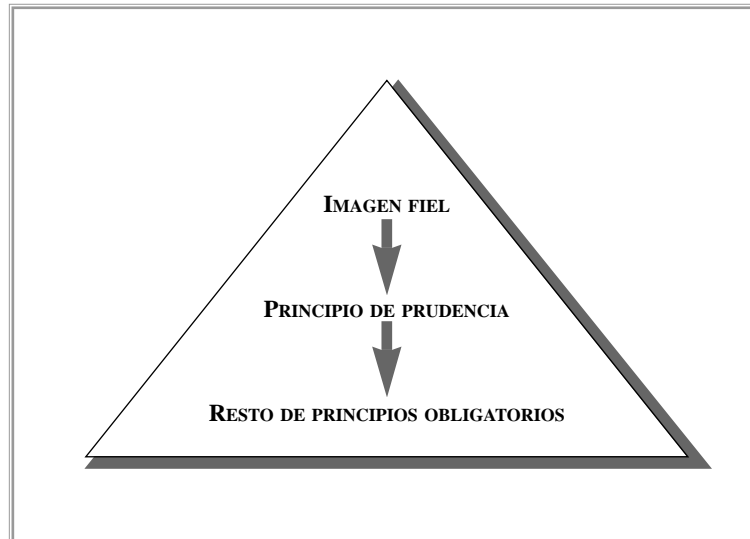 IMAGEN FIEL
PRINCIPIO DE PRUDENCIA
RESTO DE PRINCIPIOS OBLIGATORIOS